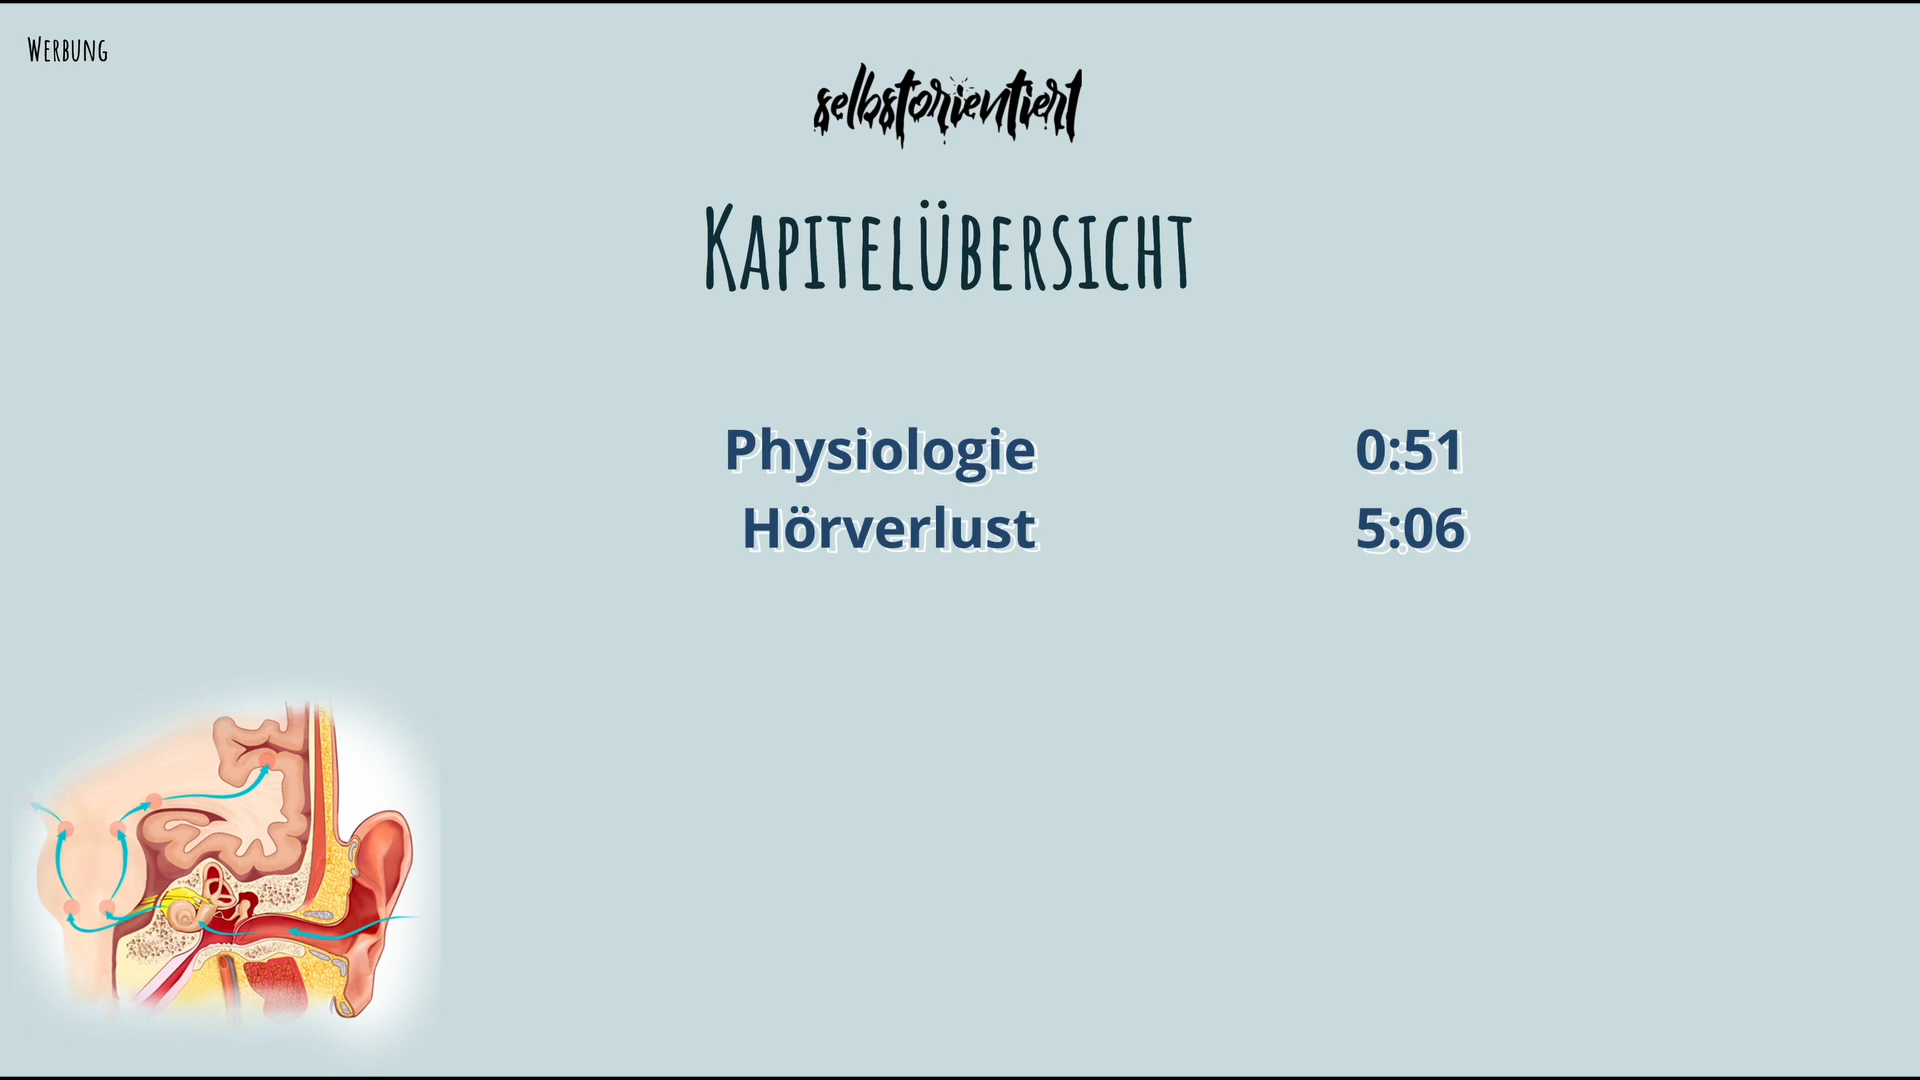 Werbung
selbstorientiert
Kapitelübersicht
Physiologie 0:51
Hörverlust 5:06